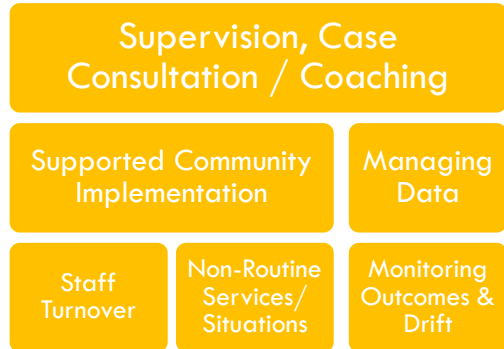 Supervision, Case
Consultation / Coaching
Supported Community
Implementation
Managing
Data
Staff
Turnover
Non-Routine
Services/
Situations
Monitoring
Outcomes &
Drift